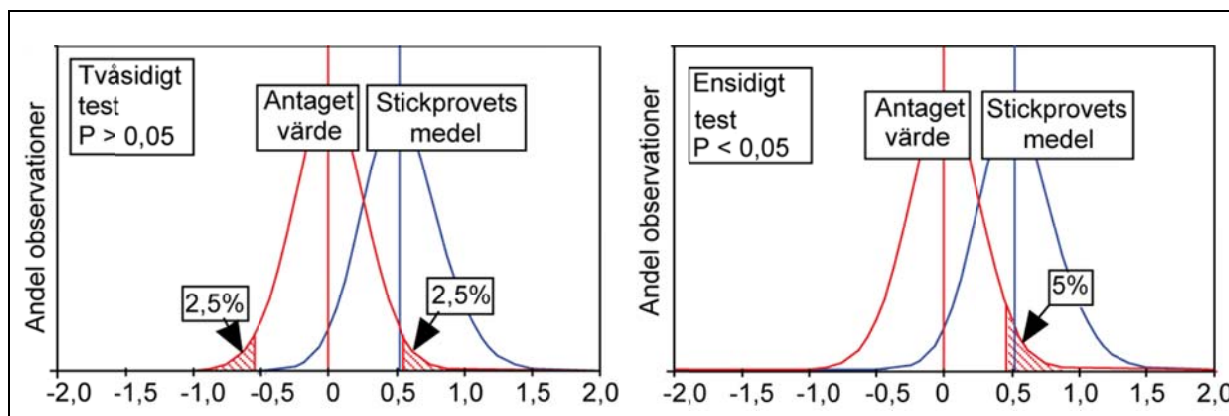 Andel observationer
Tvåsidigt
test
P > 0,05
Antaget
värde
Stickprovets
medel
2,5%
2,5%
-2,0 -1,5 -1,0 -0,5 0 0,5 1,0 1,5 2,0
Andel observationer
Ensidigt
test
P < 0,05
Antaget
värde
Stickprovets
medel
5%
-2,0 -1,5 -1,0 -0,5 0 0,5 1,0 1,5 2,0